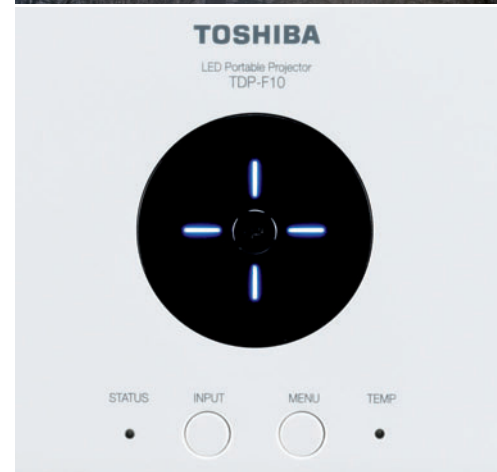 TOSHIBA
LED Portable Projector
TDP-F10
STATUS INPUT MENU TEMP